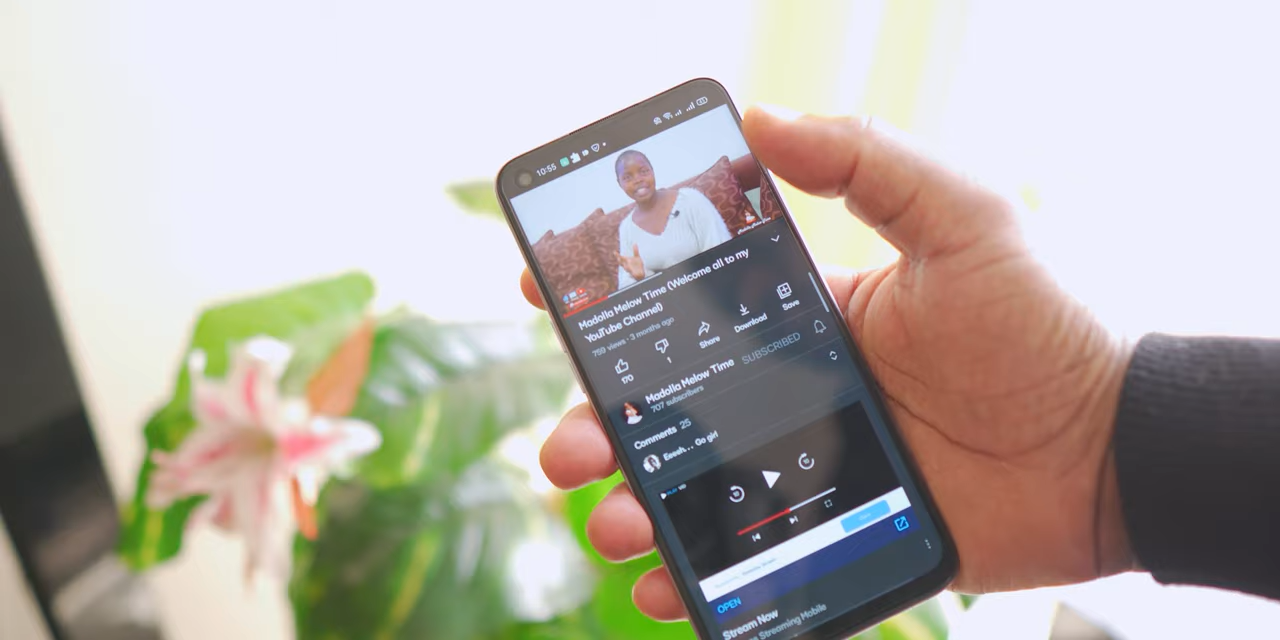 10:55
Madolla Melow Time (Welcome all to my
YouTube Channel)
759 views · 3 months ago
170
1
Share
Download
Save
Madolla Melow Time SUBSCRIBED
707 subscribers
Comments 25
Eeeeh... Go girl
OPEN
Stream Now
Streaming Mobile